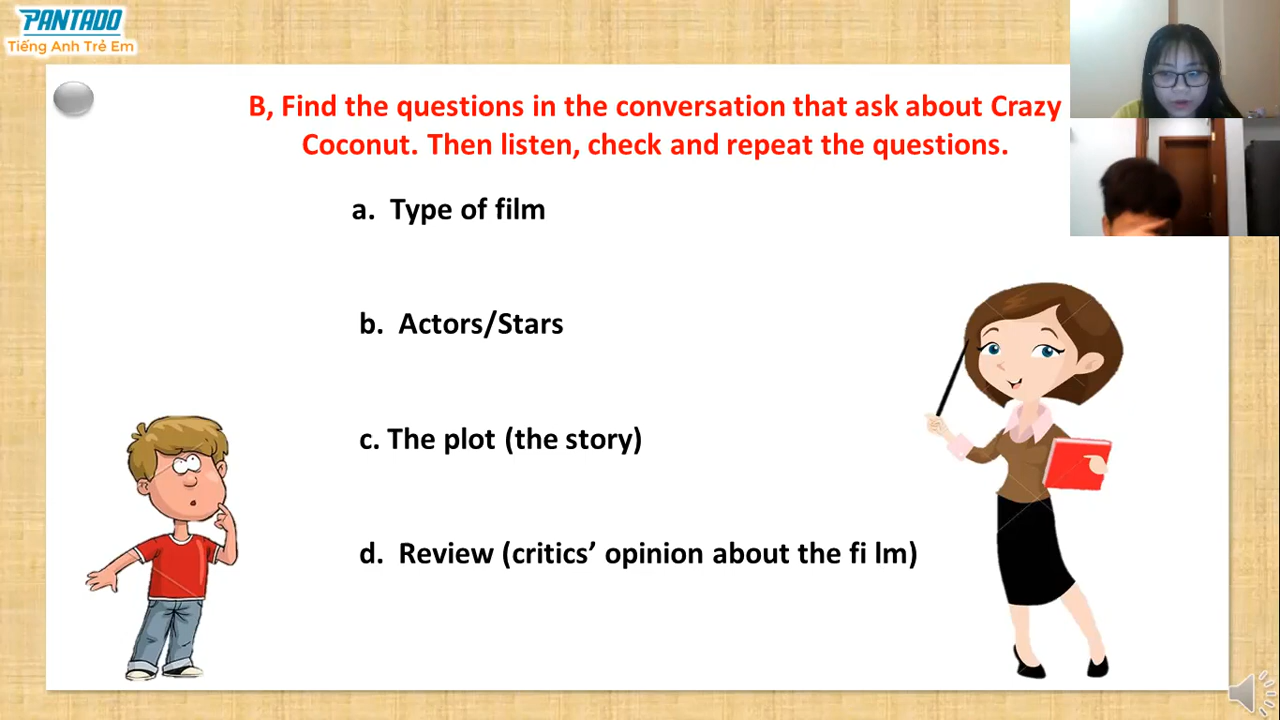 PANTADO
Tiếng Anh Trẻ Em
B, Find the questions in the conversation that ask about Crazy
Coconut. Then listen, check and repeat the questions.
a. Type of film
b. Actors/Stars
c. The plot (the story)
d. Review (critics’ opinion about the fi lm)